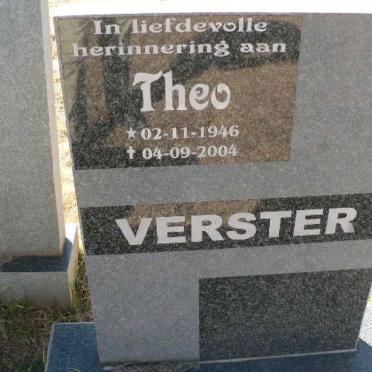 In liefdevolle
herinnering aan
Theo
★ 02-11-1946
✝ 04-09-2004
VERSTER